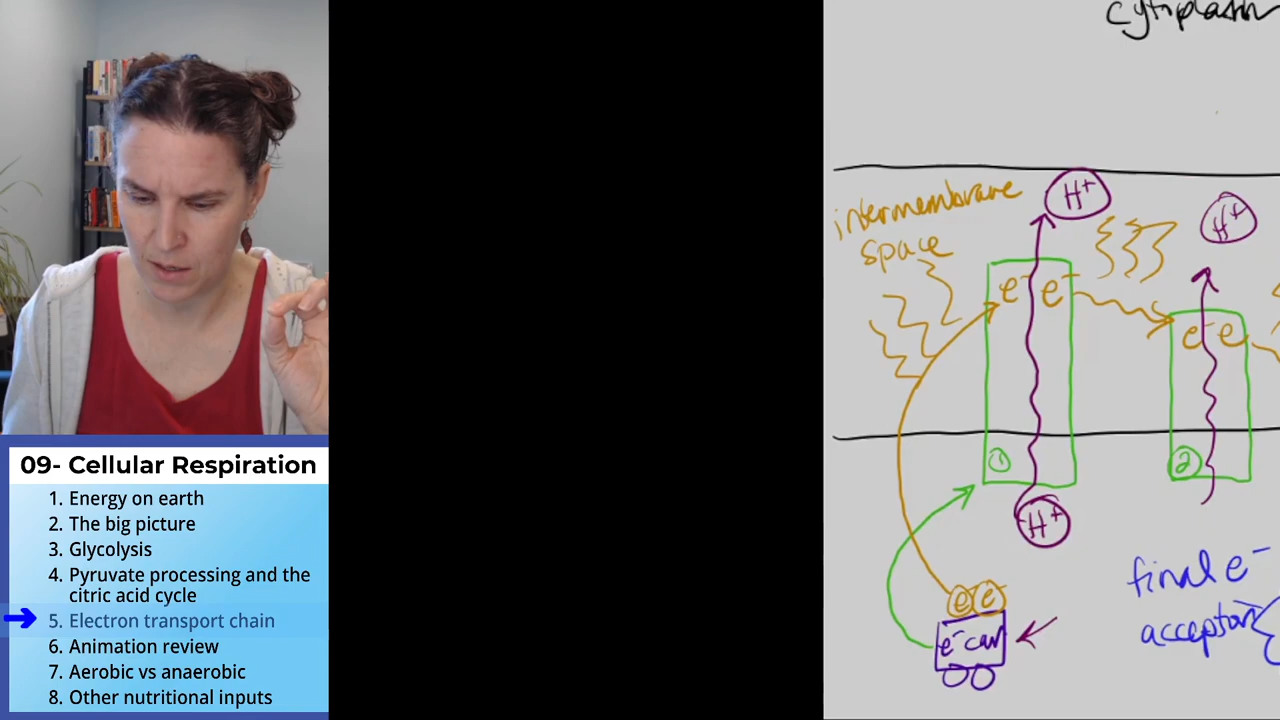 09- Cellular Respiration
1. Energy on earth
2. The big picture
3. Glycolysis
4. Pyruvate processing and the
citric acid cycle
5. Electron transport chain
6. Animation review
7. Aerobic vs anaerobic
8. Other nutritional inputs
cytoplasm
intermembrane
space
H+
H+
e- e-
e- e-
1
2
H+
final e-
acceptor
e e
e- car